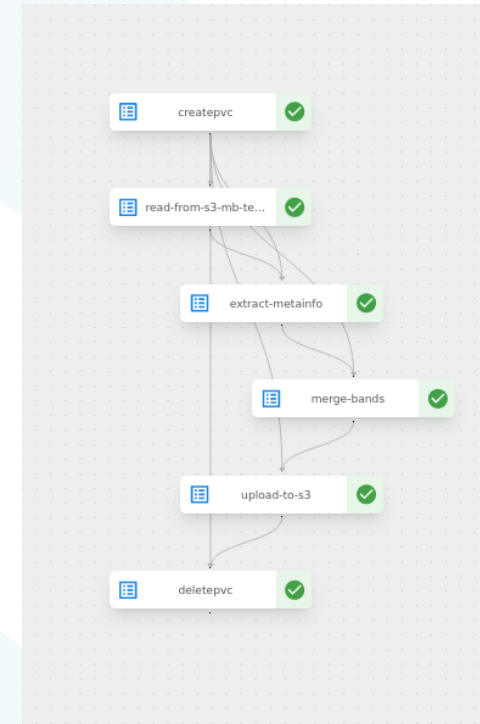 createpvc
read-from-s3-mb-te...
extract-metainfo
merge-bands
upload-to-s3
deletepvc